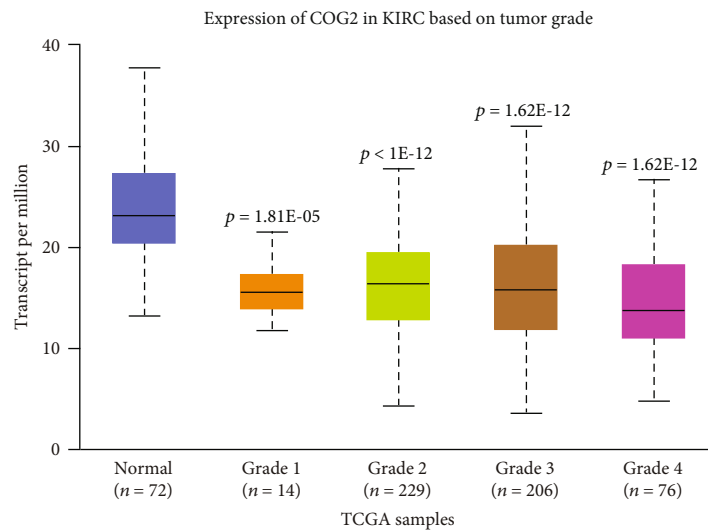 Expression of COG2 in KIRC based on tumor grade
Transcript per million
40
30
20
10
0
p = 1.81E-05
p < 1E-12
p = 1.62E-12
p = 1.62E-12
Normal
(n = 72)
Grade 1
(n = 14)
Grade 2
(n = 229)
Grade 3
(n = 206)
Grade 4
(n = 76)
TCGA samples